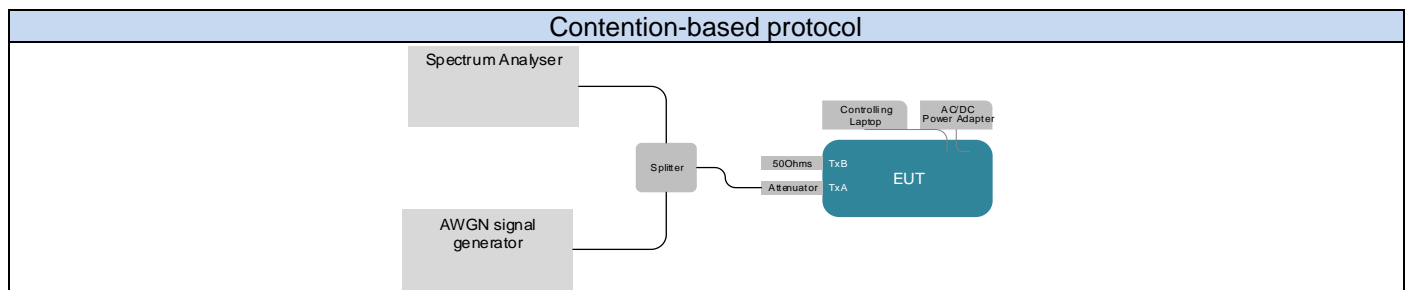 Contention-based protocol
Spectrum Analyser
Controlling
Laptop
AC/DC
Power Adapter
Splitter
50Ohms
TxB
EUT
Attenuator
TxA
AWGN signal
generator